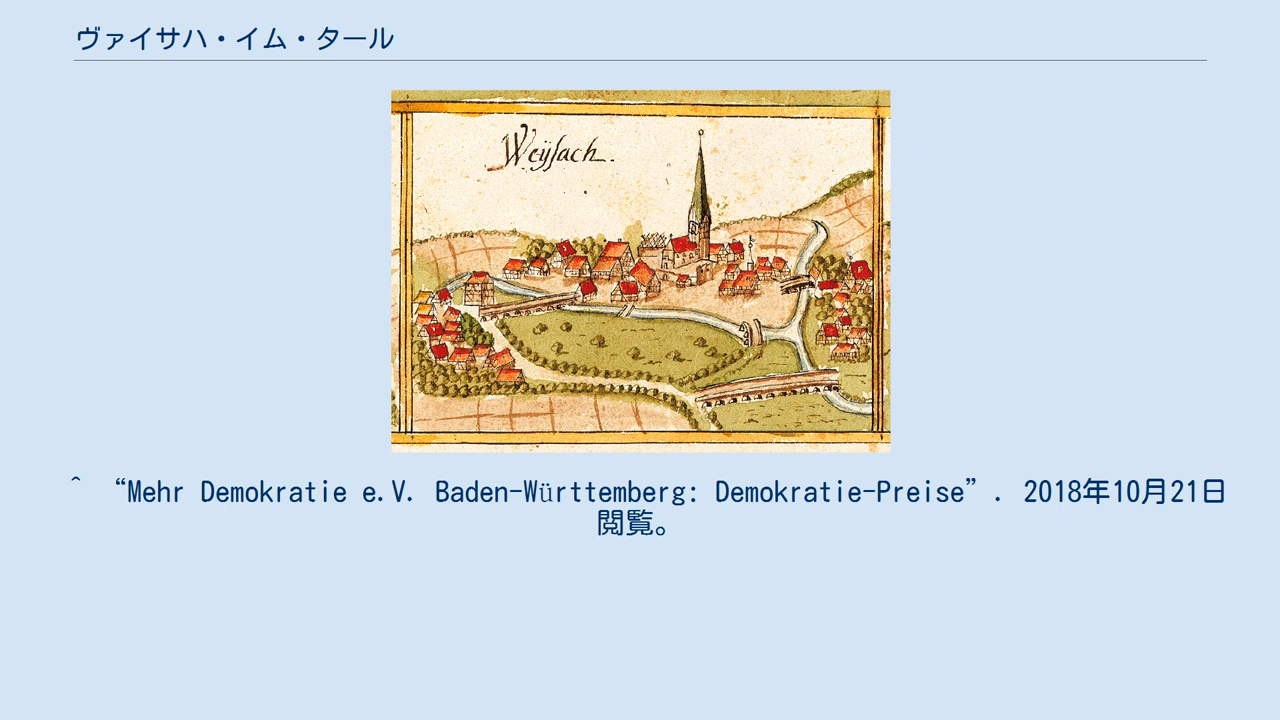 ヴァイサハ・イム・タール
Weÿsach.
^ “Mehr Demokratie e.V. Baden-Württemberg: Demokratie-Preise”. 2018年10月21日
閲覧。